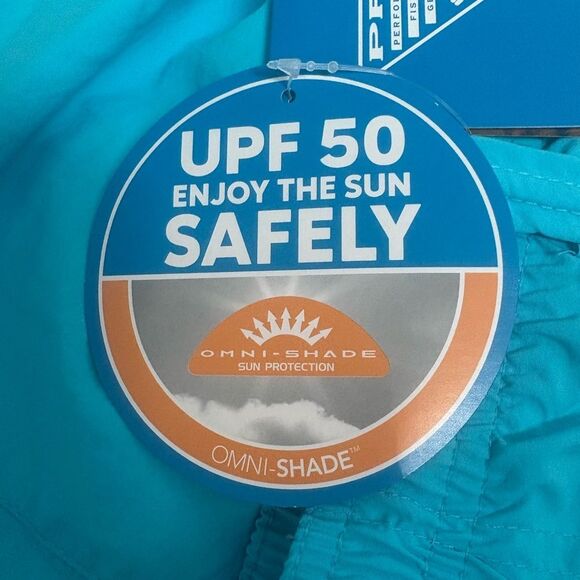 UPF 50
ENJOY THE SUN
SAFELY
OMNI-SHADE
SUN PROTECTION
OMNI-SHADE™